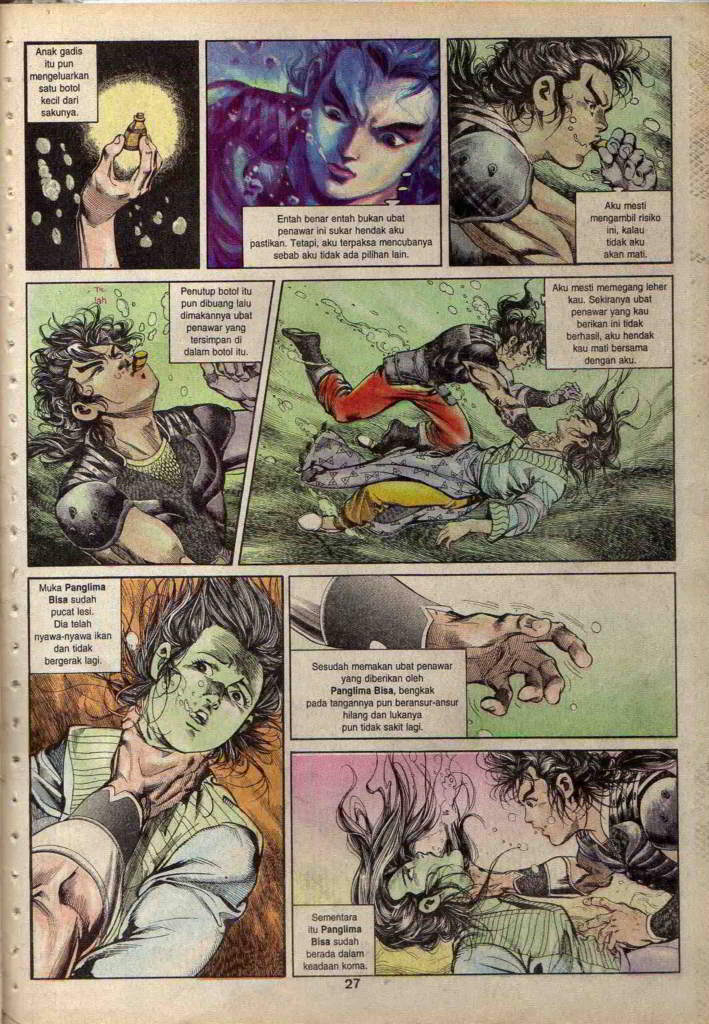 Anak gadis
itu pun
mengeluarkan
satu botol
kecil dari
sakunya.
Entah benar entah bukan ubat
penawar ini sukar hendak aku
pastikan. Tetapi, aku terpaksa mencubanya
sebab aku tidak ada pilihan lain.
Aku mesti
mengambil risiko
ini, kalau
tidak aku
akan mati.
Penutup botol itu
pun dibuang lalu
dimakannya ubat
penawar yang
tersimpan di
dalam botol itu.
Aku mesti memegang leher
kau. Sekiranya ubat
penawar yang kau
berikan ini tidak
berhasil, aku hendak
kau mati bersama
dengan aku.
Muka Panglima
Bisa sudah
pucat lesi.
Dia telah
nyawa-nyawa ikan
dan tidak
bergerak lagi.
Sesudah memakan ubat penawar
yang diberikan oleh
Panglima Bisa, bengkak
pada tangannya pun beransur-ansur
hilang dan lukanya
pun tidak sakit lagi.
Sementara
itu Panglima
Bisa sudah
berada dalam
keadaan koma.
27